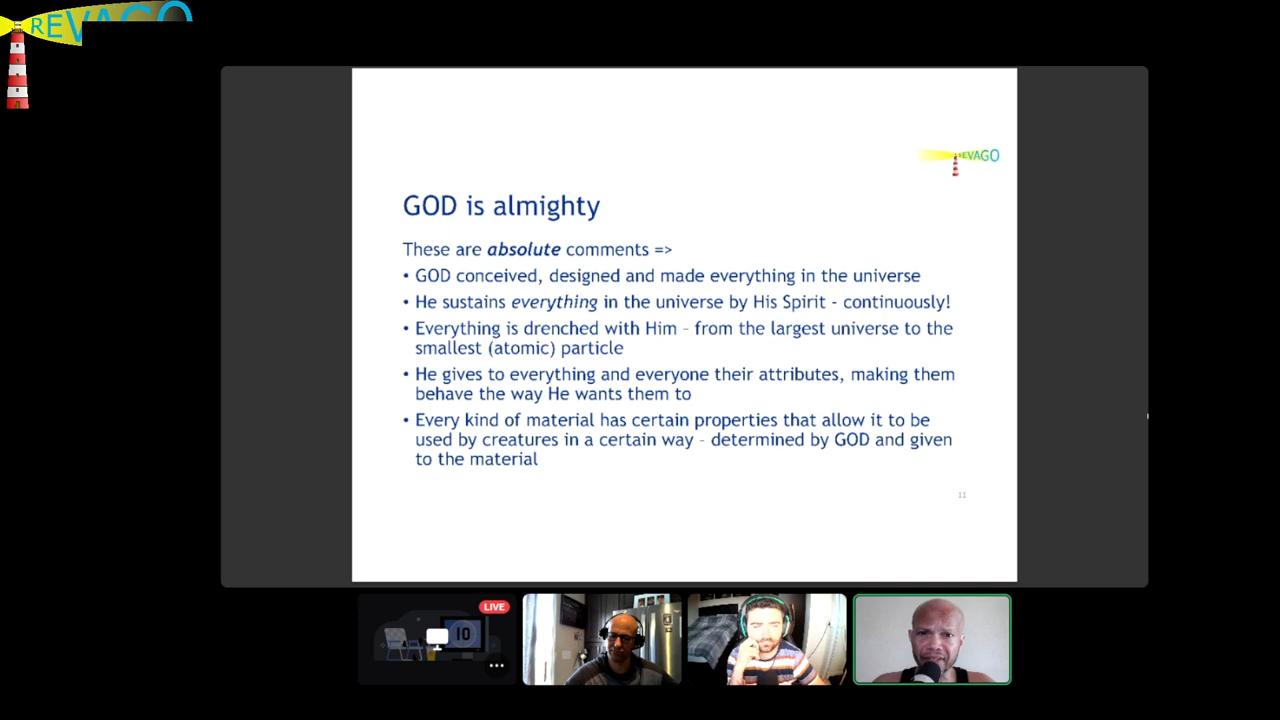 REVAGO
REVAGO
GOD is almighty
These are absolute comments =>
• GOD conceived, designed and made everything in the universe
• He sustains everything in the universe by His Spirit - continuously!
• Everything is drenched with Him – from the largest universe to the
smallest (atomic) particle
• He gives to everything and everyone their attributes, making them
behave the way He wants them to
• Every kind of material has certain properties that allow it to be
used by creatures in a certain way – determined by GOD and given
to the material
11
LIVE
10